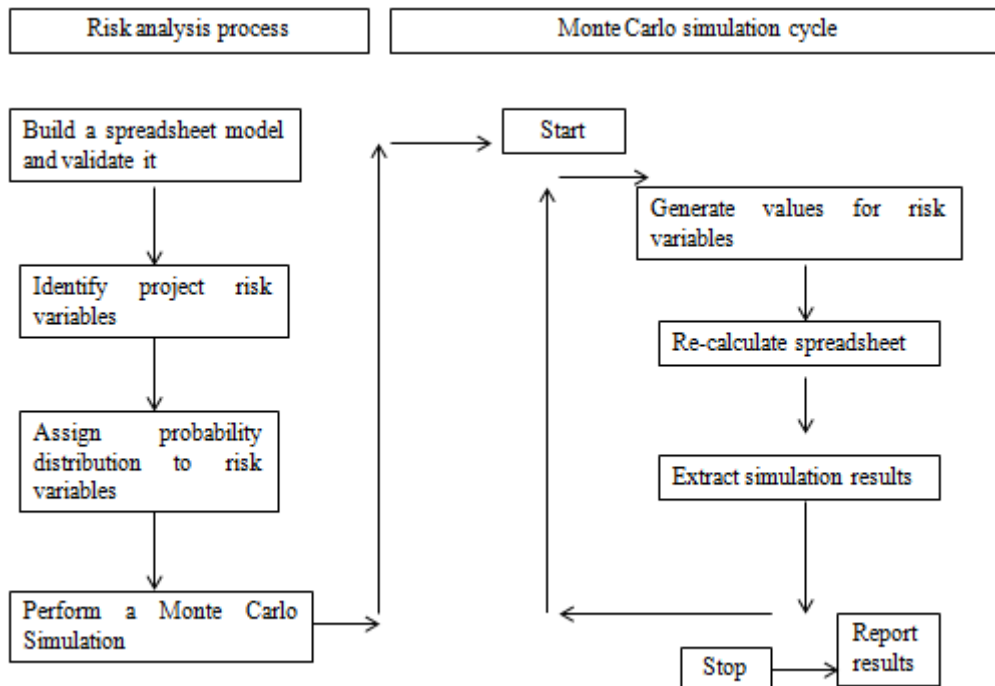 Risk analysis process
Monte Carlo simulation cycle
Build a spreadsheet model
and validate it
Identify project risk
variables
Assign probability
distribution to risk
variables
Perform a Monte Carlo
Simulation
Start
Generate values for risk
variables
Re-calculate spreadsheet
Extract simulation results
Stop
Report
results